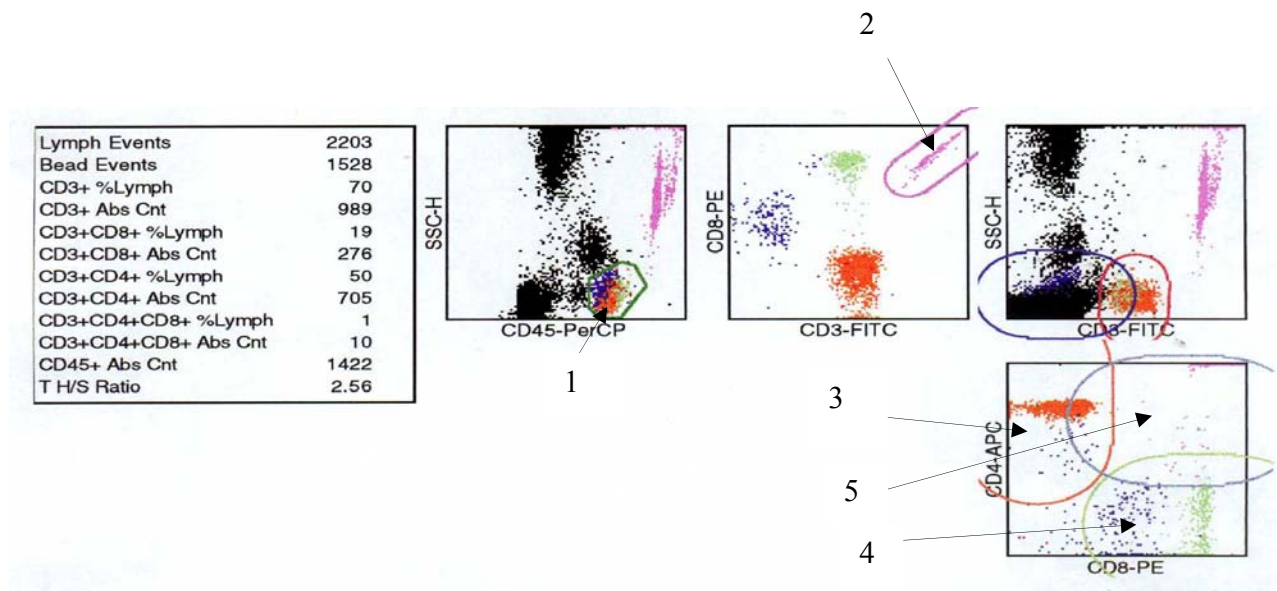 2
Lymph Events 2203
Bead Events 1528
CD3+ %Lymph 70
CD3+ Abs Cnt 989
CD3+CD8+ %Lymph 19
CD3+CD8+ Abs Cnt 276
CD3+CD4+ %Lymph 50
CD3+CD4+ Abs Cnt 705
CD3+CD4+CD8+ %Lymph 1
CD3+CD4+CD8+ Abs Cnt 10
CD45+ Abs Cnt 1422
T H/S Ratio 2.56
SSC-H
CD45-PerCP
CD8-PE
CD3-FITC
SSC-H
CD3-FITC
1
3
5
4
CD4-APC
CD8-PE